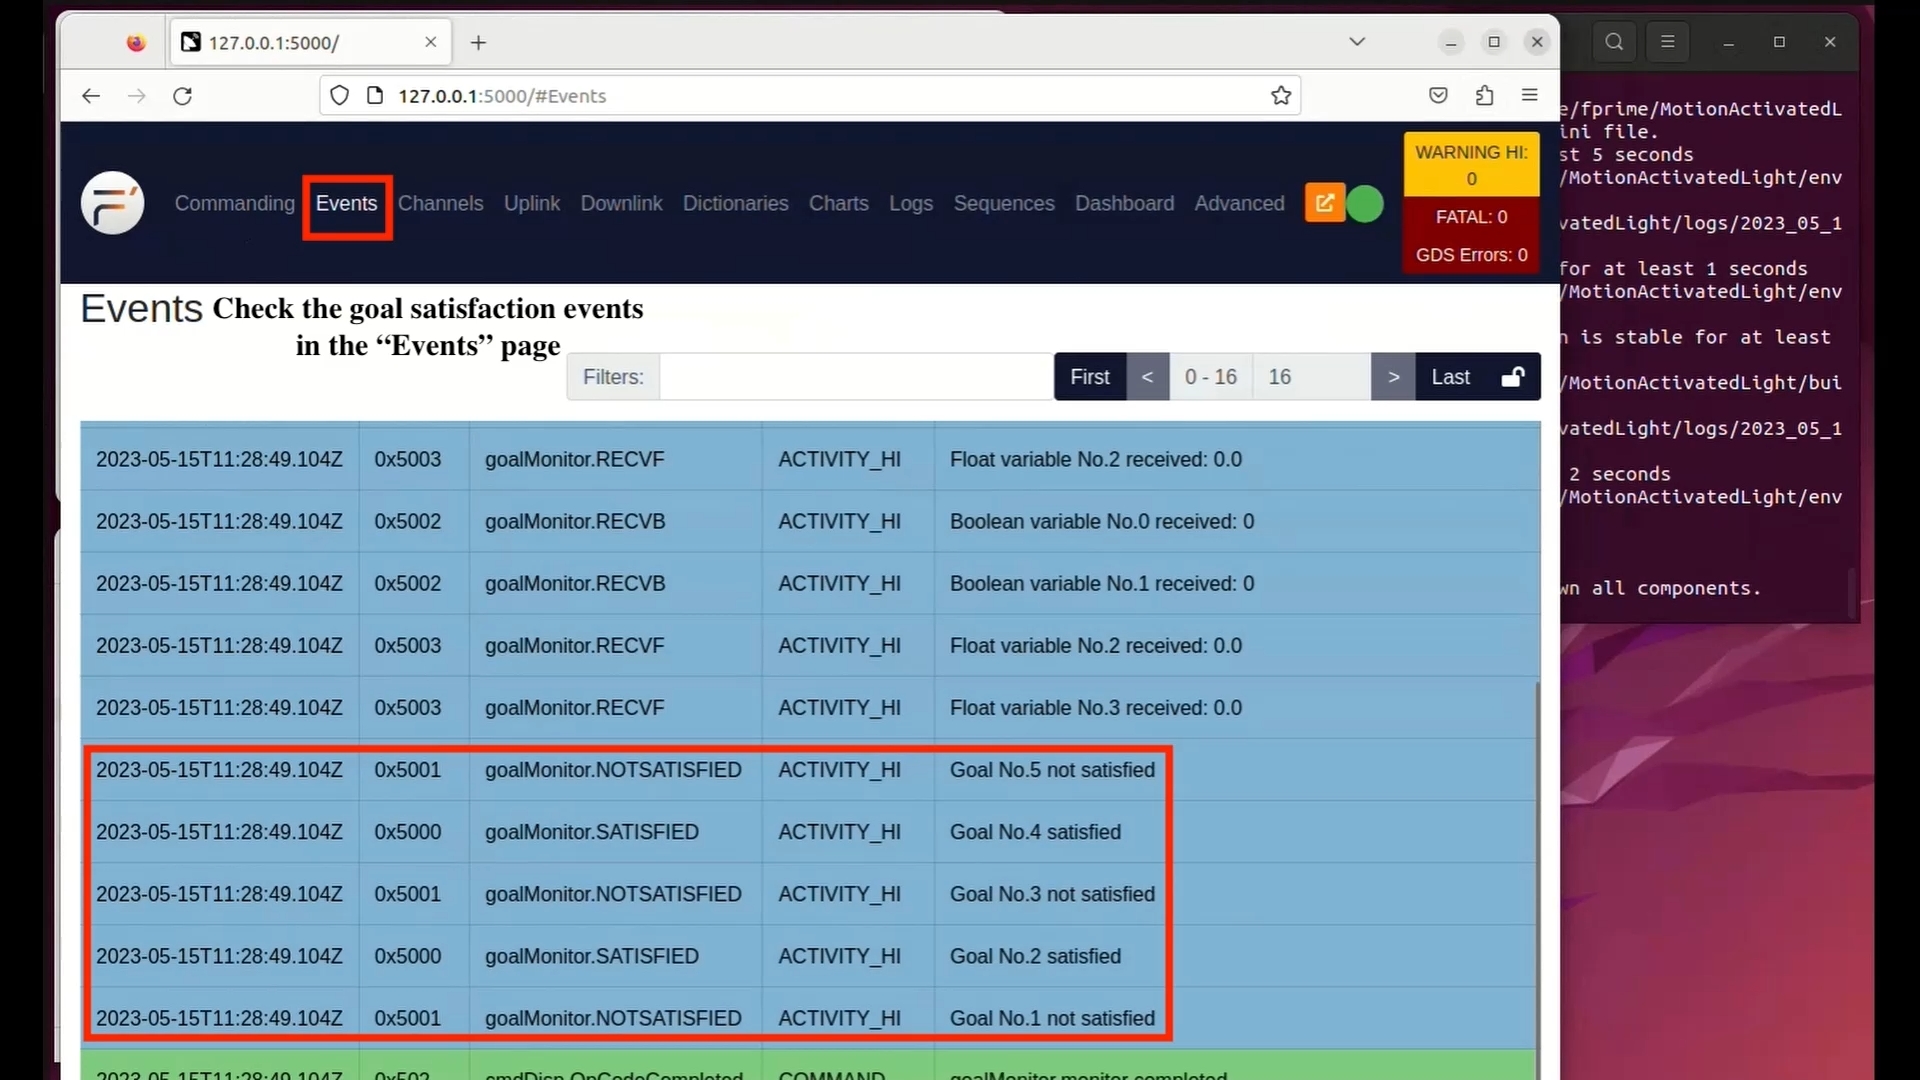 127.0.0.1:5000/
127.0.0.1:5000/#Events
Commanding Events Channels Uplink Downlink Dictionaries Charts Logs Sequences Dashboard Advanced
WARNING HI:
0
FATAL: 0
GDS Errors: 0
Events
Check the goal satisfaction events
in the “Events” page
Filters: First < 0 - 16 16 > Last
2023-05-15T11:28:49.104Z 0x5003 goalMonitor.RECVF ACTIVITY_HI Float variable No.2 received: 0.0
2023-05-15T11:28:49.104Z 0x5002 goalMonitor.RECVB ACTIVITY_HI Boolean variable No.0 received: 0
2023-05-15T11:28:49.104Z 0x5002 goalMonitor.RECVB ACTIVITY_HI Boolean variable No.1 received: 0
2023-05-15T11:28:49.104Z 0x5003 goalMonitor.RECVF ACTIVITY_HI Float variable No.2 received: 0.0
2023-05-15T11:28:49.104Z 0x5003 goalMonitor.RECVF ACTIVITY_HI Float variable No.3 received: 0.0
2023-05-15T11:28:49.104Z 0x5001 goalMonitor.NOTSATISFIED ACTIVITY_HI Goal No.5 not satisfied
2023-05-15T11:28:49.104Z 0x5000 goalMonitor.SATISFIED ACTIVITY_HI Goal No.4 satisfied
2023-05-15T11:28:49.104Z 0x5001 goalMonitor.NOTSATISFIED ACTIVITY_HI Goal No.3 not satisfied
2023-05-15T11:28:49.104Z 0x5000 goalMonitor.SATISFIED ACTIVITY_HI Goal No.2 satisfied
2023-05-15T11:28:49.104Z 0x5001 goalMonitor.NOTSATISFIED ACTIVITY_HI Goal No.1 not satisfied
2023-05-15T11:28:49.104Z 0x502 cmdDisp.OpCodeCompleted COMMAND goalMonitor.monitor completed
e/fprime/MotionActivatedL
ini file.
st 5 seconds
/MotionActivatedLight/env
vatedLight/logs/2023_05_1
for at least 1 seconds
/MotionActivatedLight/env
n is stable for at least
/MotionActivatedLight/bui
vatedLight/logs/2023_05_1
2 seconds
/MotionActivatedLight/env
wn all components.